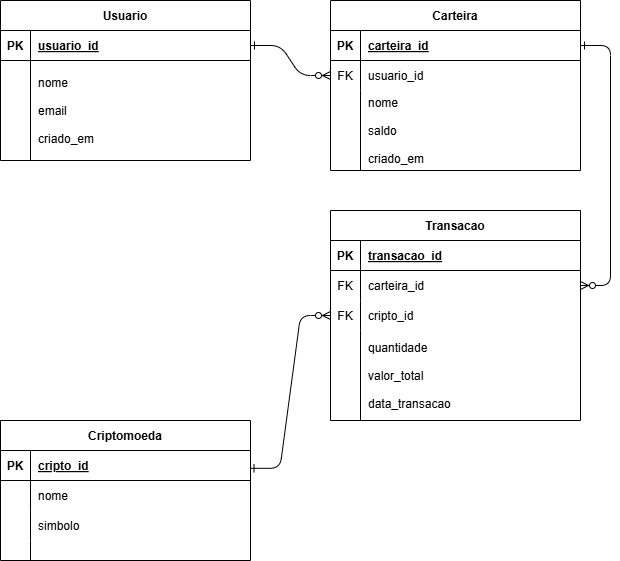 Usuario
PK usuario_id
nome
email
criado_em
Carteira
PK carteira_id
FK usuario_id
nome
saldo
criado_em
Transacao
PK transacao_id
FK carteira_id
FK cripto_id
quantidade
valor_total
data_transacao
Criptomoeda
PK cripto_id
nome
simbolo